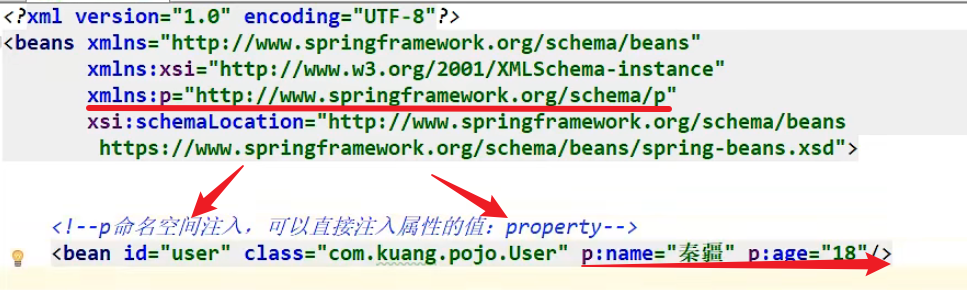 <?xml version="1.0" encoding="UTF-8"?>
<beans xmlns="http://www.springframework.org/schema/beans"
xmlns:xsi="http://www.w3.org/2001/XMLSchema-instance"
xmlns:p="http://www.springframework.org/schema/p"
xsi:schemaLocation="http://www.springframework.org/schema/beans
https://www.springframework.org/schema/beans/spring-beans.xsd">
<!--p命名空间注入，可以直接注入属性的值：property-->
<bean id="user" class="com.kuang.pojo.User" p:name="秦疆" p:age="18"/>